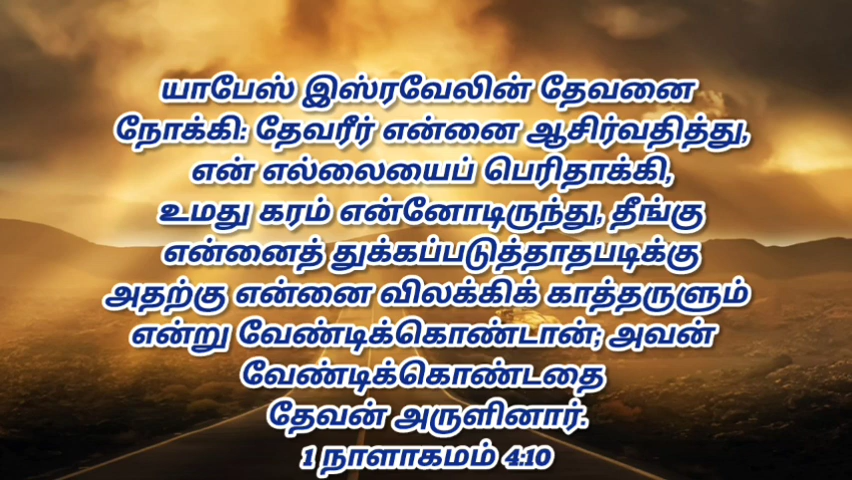 யாபேஸ் இஸ்ரவேலின் தேவனை
நோக்கி: தேவரீர் என்னை ஆசிர்வதித்து,
என் எல்லையைப் பெரிதாக்கி,
உமது கரம் என்னோடிருந்து, தீங்கு
என்னைத் துக்கப்படுத்தாதபடிக்கு
அதற்கு என்னை விலக்கிக் காத்தருளும்
என்று வேண்டிக்கொண்டான்; அவன்
வேண்டிக்கொண்டதை
தேவன் அருளினார்.
1 நாளாகமம் 4:10